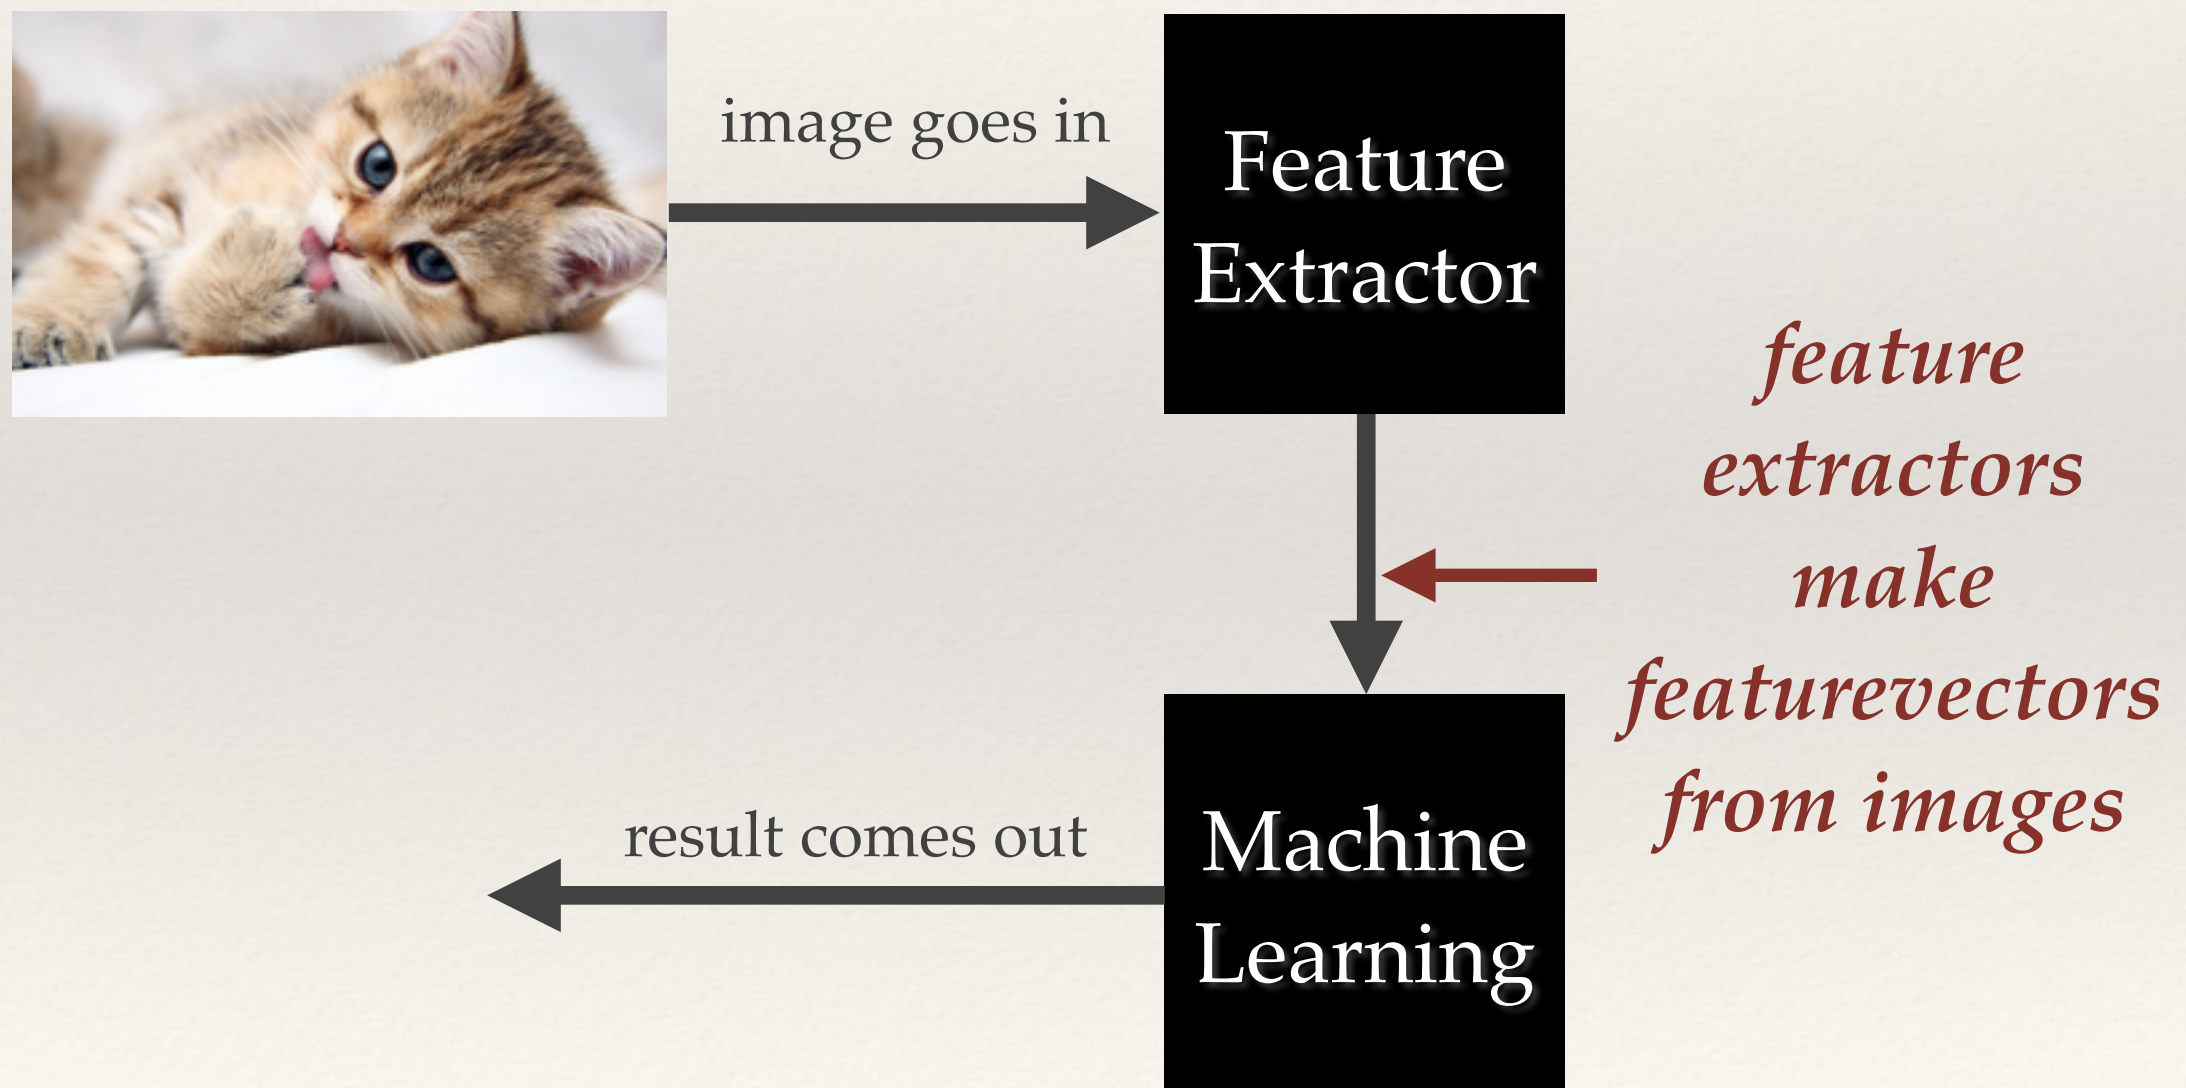 image goes in
Feature
Extractor
feature
extractors
make
featurevectors
from images
result comes out
Machine
Learning